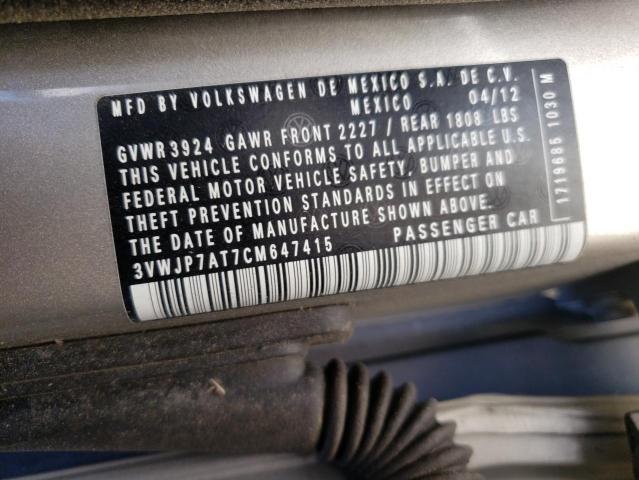 MFD BY VOLKSWAGEN DE MEXICO S.A. DE C.V.
MEXICO 04/12
GVWR 3924 GAWR FRONT 2227 / REAR 1808 LBS
THIS VEHICLE CONFORMS TO ALL APPLICABLE U.S.
FEDERAL MOTOR VEHICLE SAFETY, BUMPER AND
THEFT PREVENTION STANDARDS IN EFFECT ON
THE DATE OF MANUFACTURE SHOWN ABOVE.
3VWJP7AT7CM647415 PASSENGER CAR
1719685 1030 M